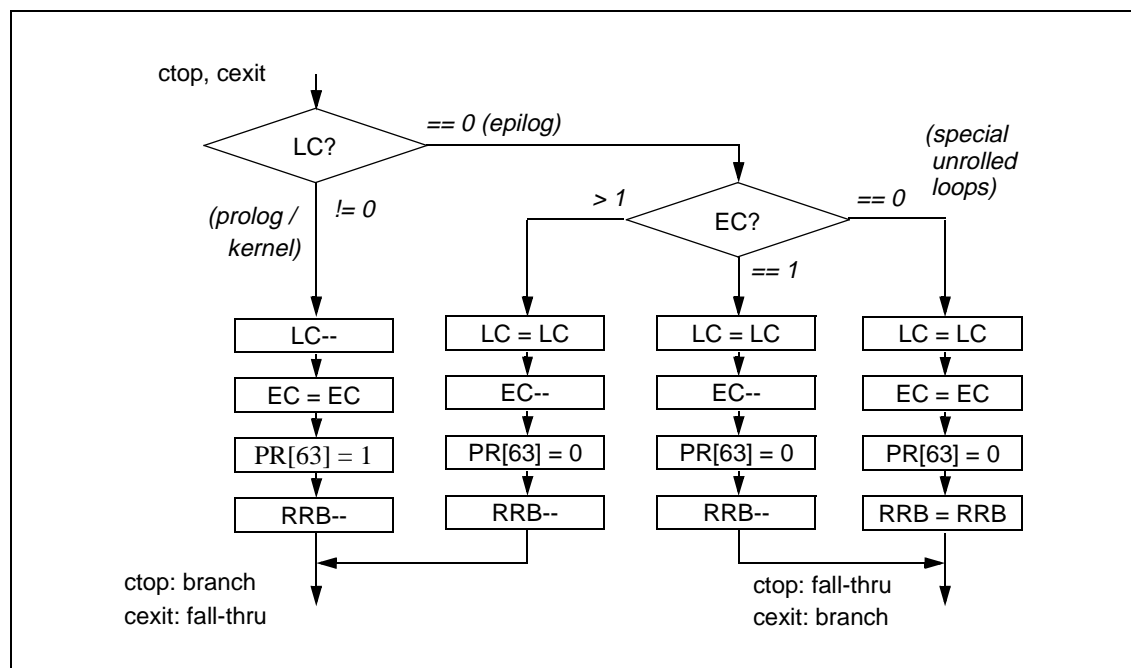 ctop, cexit
LC?
== 0 (epilog)
(special
unrolled
loops)
(prolog /
kernel)
!= 0
> 1
EC?
== 0
== 1
LC--
EC = EC
PR[63] = 1
RRB--
LC = LC
EC--
PR[63] = 0
RRB--
LC = LC
EC--
PR[63] = 0
RRB--
LC = LC
EC = EC
PR[63] = 0
RRB = RRB
ctop: branch
cexit: fall-thru
ctop: fall-thru
cexit: branch